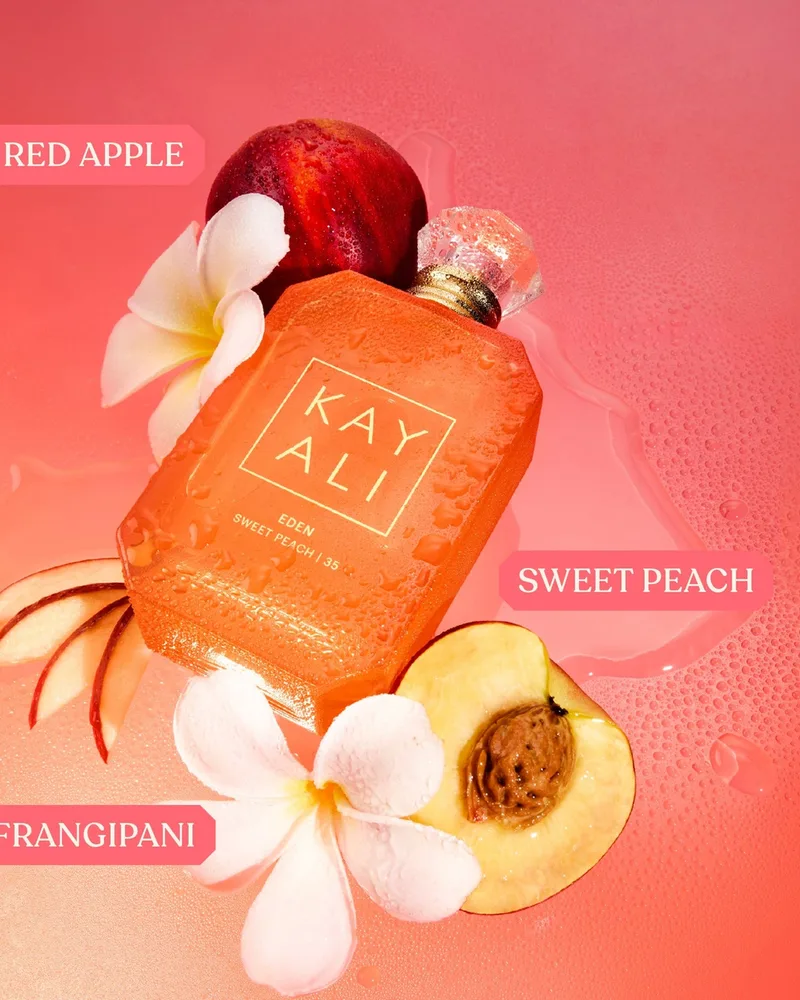 RED APPLE
KAY
ALI
EDEN
SWEET PEACH | 35
SWEET PEACH
FRANGIPANI